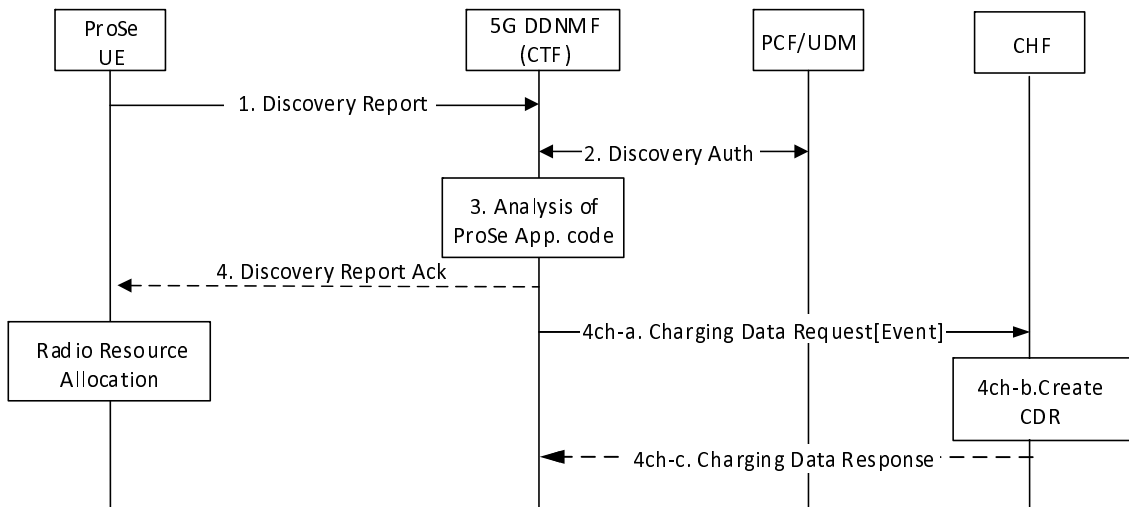 ProSe
UE
5G DDNMF
(CTF)
PCF/UDM
CHF
1. Discovery Report
2. Discovery Auth
3. Analysis of
ProSe App. code
4. Discovery Report Ack
4ch-a. Charging Data Request[Event]
Radio Resource
Allocation
4ch-b.Create
CDR
4ch-c. Charging Data Response